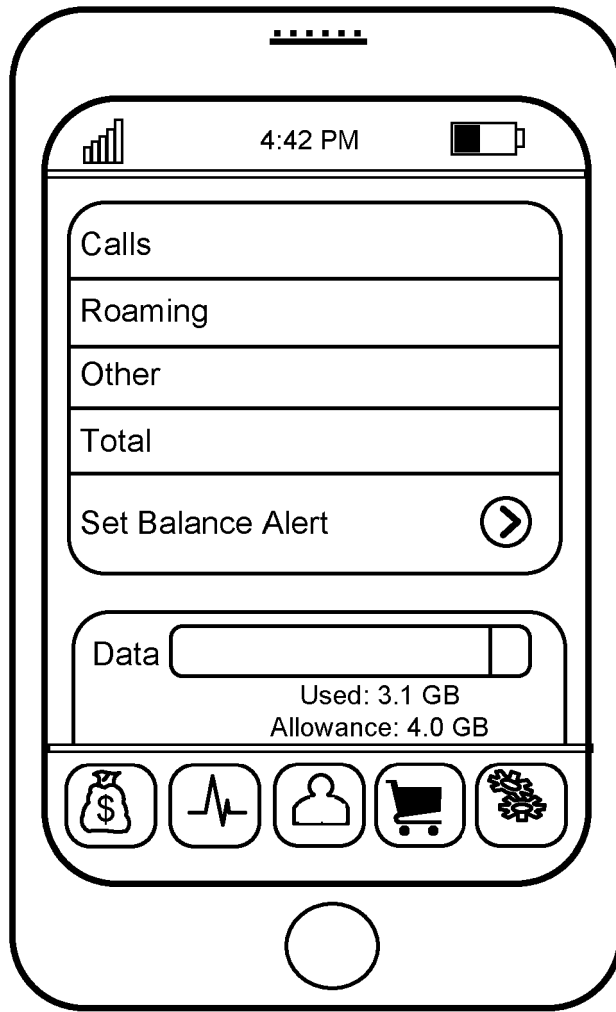 4:42 PM
Calls
Roaming
Other
Total
Set Balance Alert
Data
Used: 3.1 GB
Allowance: 4.0 GB
$